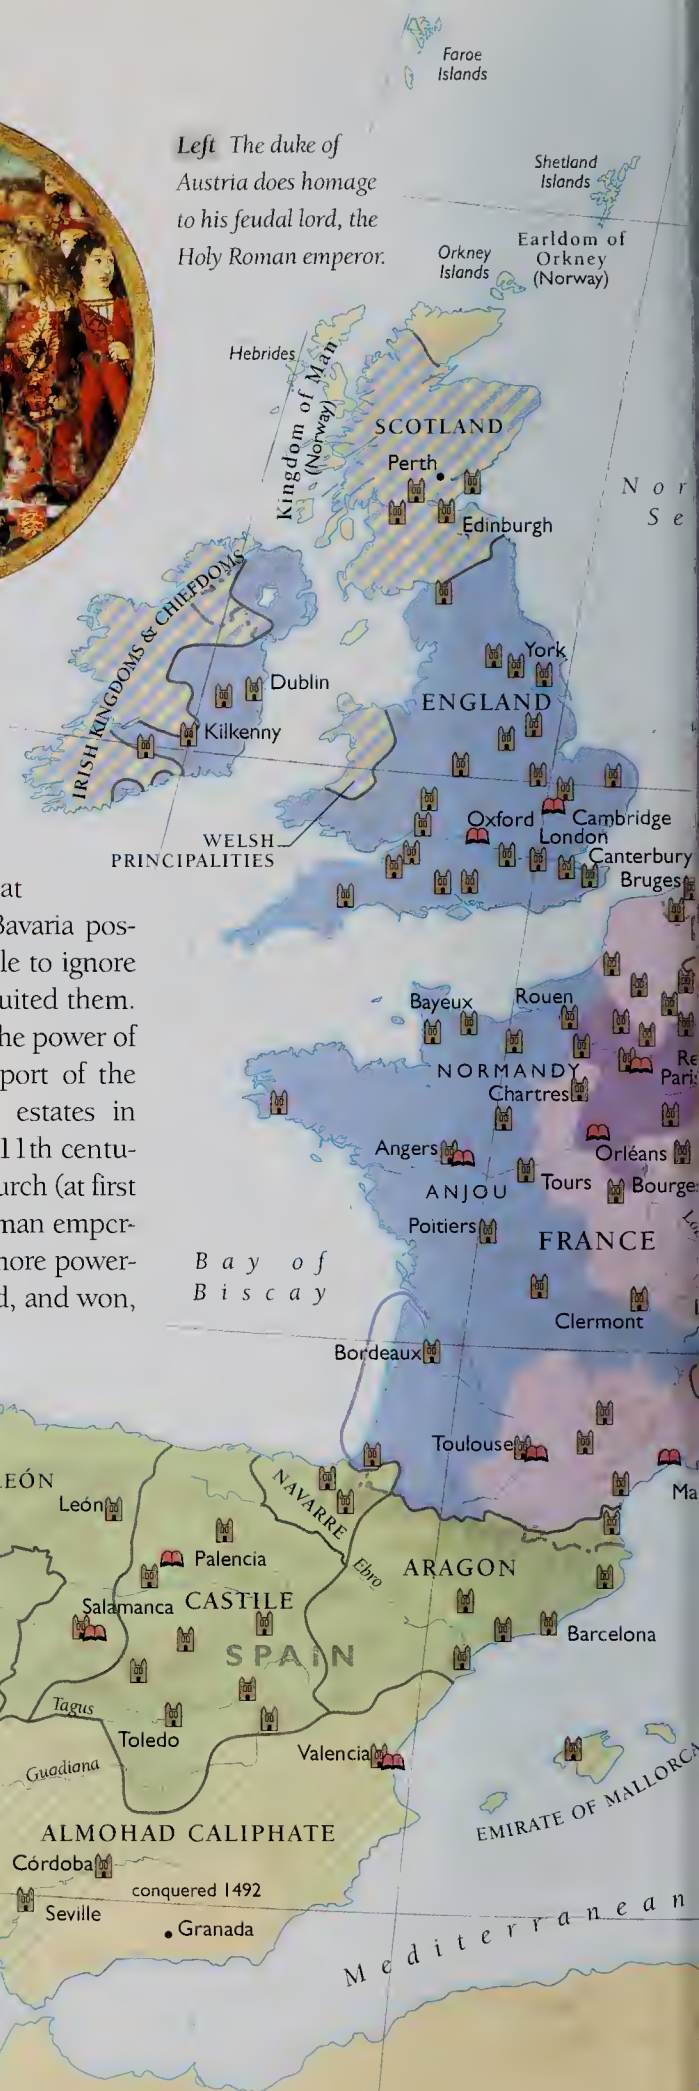 Faroe
Islands
Left The duke of
Austria does homage
to his feudal lord, the
Holy Roman emperor.
Shetland
Islands
Earldom of
Orkney
(Norway)
Orkney
Islands
Hebrides
Kingdom of Man
(Norway)
SCOTLAND
Perth
Nor
Se
Edinburgh
IRISH KINGDOMS & CHIEFDOMS
York
Dublin
ENGLAND
Kilkenny
Oxford
Cambridge
London
WELSH
PRINCIPALITIES
Canterbury
Bruges
at
Bavaria pos-
le to ignore
uited them.
he power of
port of the
estates in
11th centu-
urch (at first
man emper-
nore power-
d, and won,
Bayeux
Rouen
NORMANDY
Re
Paris
Chartres
Angers
Orléans
ANJOU
Tours
Bourges
Poitiers
FRANCE
Bay of
Biscay
Clermont
Bordeaux
Toulouse
Ma
LEÓN
León
NAVARRE
Palencia
Ebro
ARAGON
Salamanca
CASTILE
SPAIN
Barcelona
Tagus
Toledo
Valencia
Guadiana
EMIRATE OF MALLORCA
ALMOHAD CALIPHATE
Córdoba
conquered 1492
Seville
Granada
Mediterranean